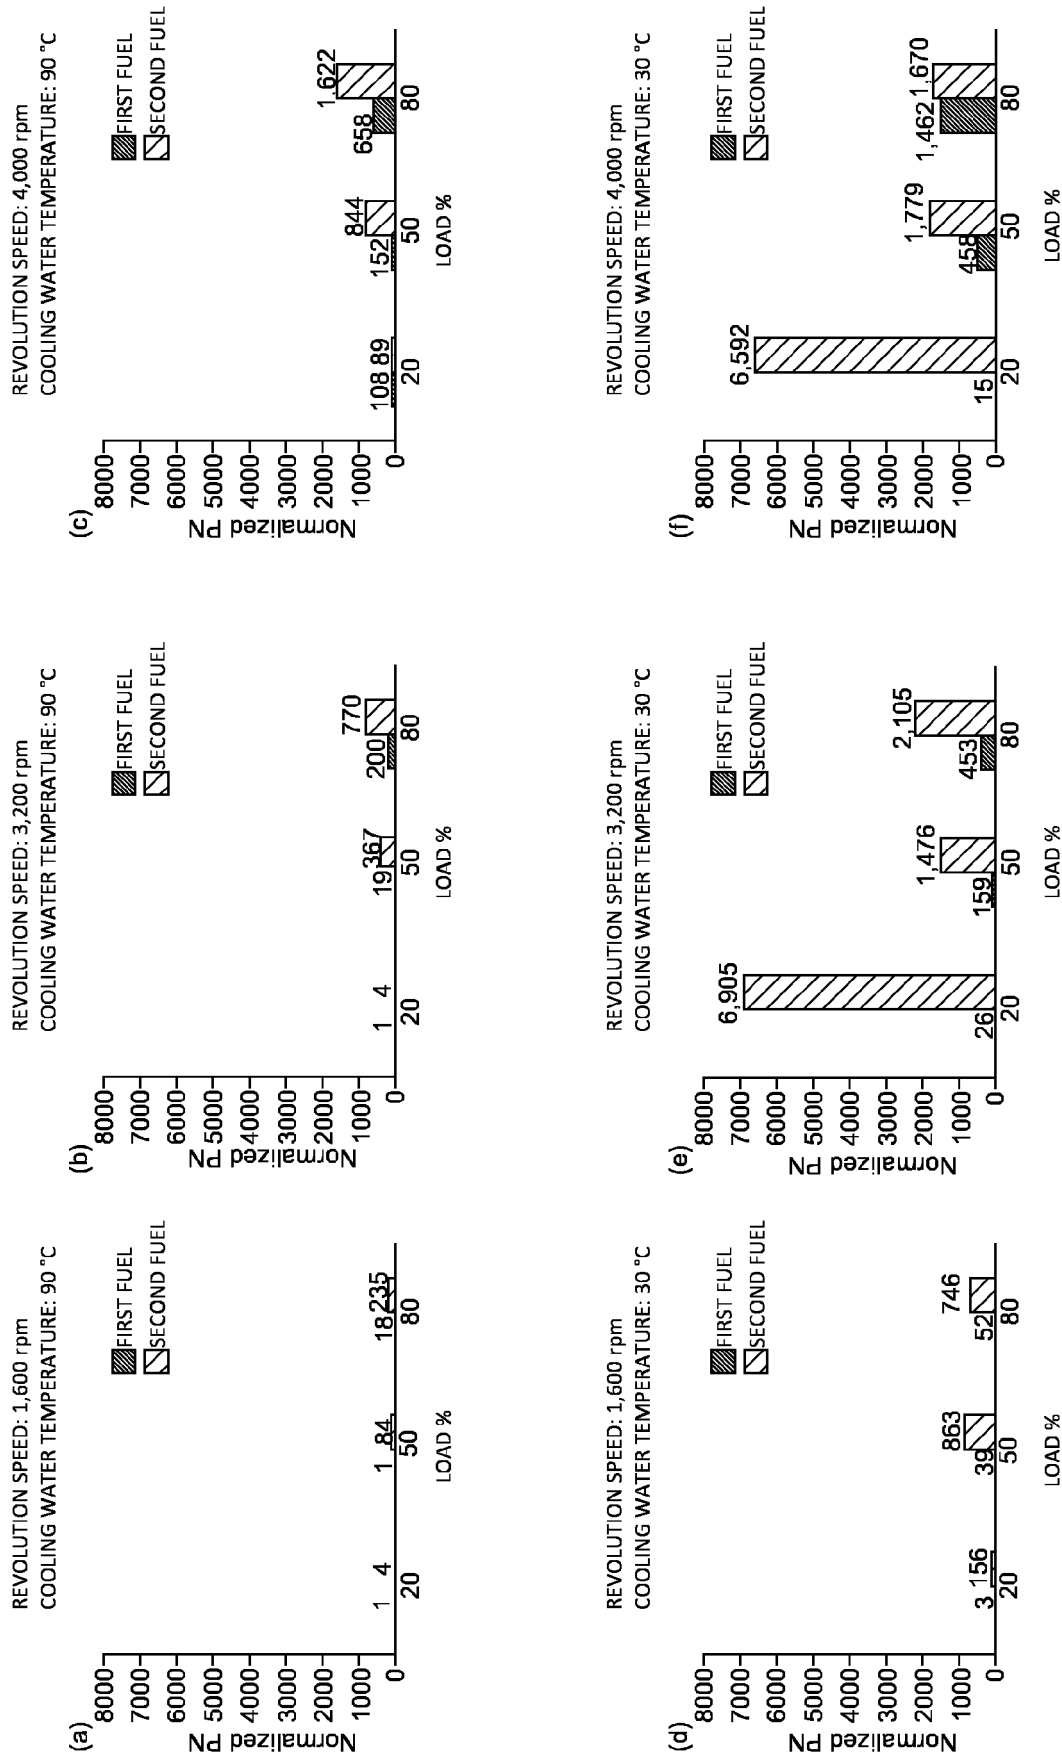 (a)
REVOLUTION SPEED: 1,600 rpm
COOLING WATER TEMPERATURE: 90 °C
FIRST FUEL
SECOND FUEL
Normalized PN
8000
7000
6000
5000
4000
3000
2000
1000
0
1 4
1 84
18 235
20 50 80
LOAD %
(b)
REVOLUTION SPEED: 3,200 rpm
COOLING WATER TEMPERATURE: 90 °C
FIRST FUEL
SECOND FUEL
Normalized PN
8000
7000
6000
5000
4000
3000
2000
1000
0
1 4
19 367
200 770
20 50 80
LOAD %
(c)
REVOLUTION SPEED: 4,000 rpm
COOLING WATER TEMPERATURE: 90 °C
FIRST FUEL
SECOND FUEL
Normalized PN
8000
7000
6000
5000
4000
3000
2000
1000
0
108 89
152 844
658 1,622
20 50 80
LOAD %
(d)
REVOLUTION SPEED: 1,600 rpm
COOLING WATER TEMPERATURE: 30 °C
FIRST FUEL
SECOND FUEL
Normalized PN
8000
7000
6000
5000
4000
3000
2000
1000
0
3 156
39 863
52 746
20 50 80
LOAD %
(e)
REVOLUTION SPEED: 3,200 rpm
COOLING WATER TEMPERATURE: 30 °C
FIRST FUEL
SECOND FUEL
Normalized PN
8000
7000
6000
5000
4000
3000
2000
1000
0
26 6,905
159 1,476
453 2,105
20 50 80
LOAD %
(f)
REVOLUTION SPEED: 4,000 rpm
COOLING WATER TEMPERATURE: 30 °C
FIRST FUEL
SECOND FUEL
Normalized PN
8000
7000
6000
5000
4000
3000
2000
1000
0
15 6,592
458 1,779
1,462 1,670
20 50 80
LOAD %